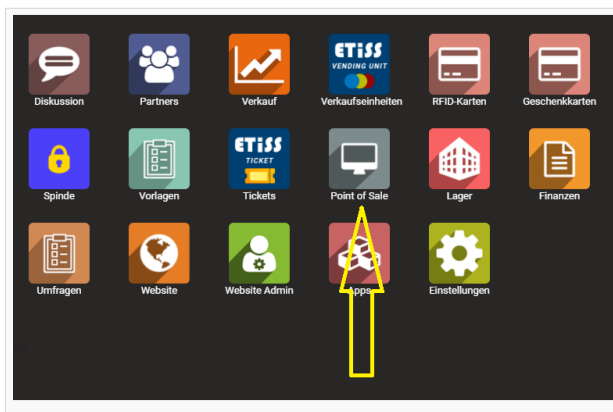 Diskussion
Partners
Verkauf
ETiSS
VENDING UNIT
Verkaufseinheiten
RFID-Karten
Geschenkkarten
Spinde
Vorlagen
ETiSS
TICKET
Tickets
Point of Sale
Lager
Finanzen
Umfragen
Website
Website Admin
Apps
Einstellungen